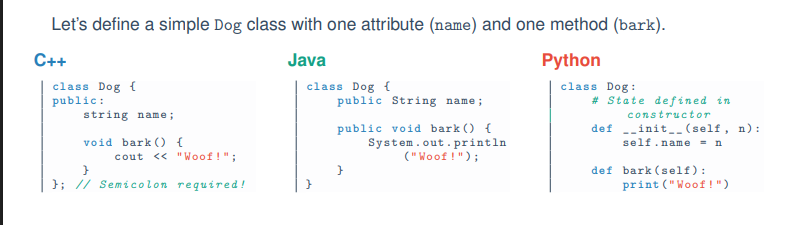 Let's define a simple Dog class with one attribute (name) and one method (bark).
C++
class Dog {
public:
    string name;

    void bark() {
        cout << "Woof!";
    }
}; // Semicolon required!
Java
class Dog {
    public String name;

    public void bark() {
        System.out.println
            ("Woof!");
    }
}
Python
class Dog:
    # State defined in
        constructor
    def __init__(self, n):
        self.name = n

    def bark(self):
        print("Woof!")